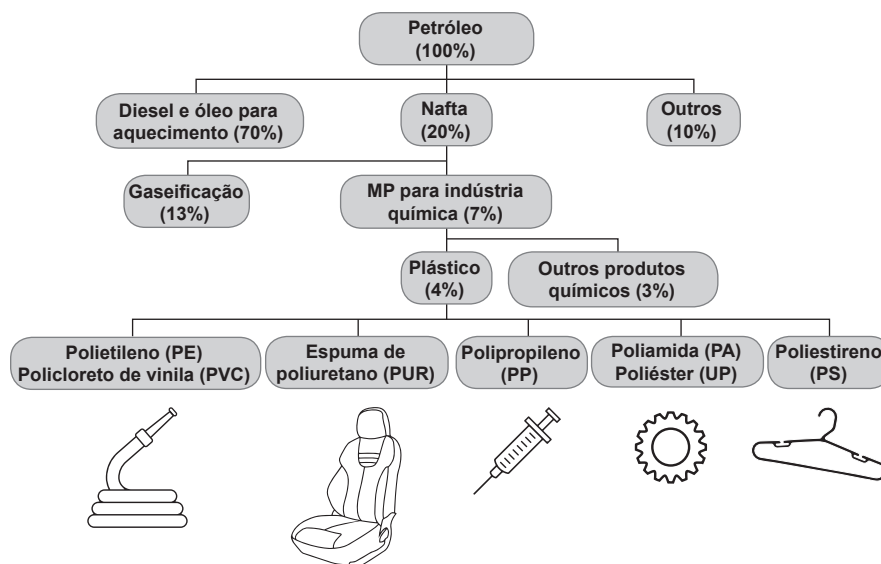 Petróleo
(100%)
Diesel e óleo para
aquecimento (70%)
Nafta
(20%)
Outros
(10%)
Gaseificação
(13%)
MP para indústria
química (7%)
Plástico
(4%)
Outros produtos
químicos (3%)
Polietileno (PE)
Policloreto de vinila (PVC)
Espuma de
poliuretano (PUR)
Polipropileno
(PP)
Poliamida (PA)
Poliéster (UP)
Poliestireno
(PS)